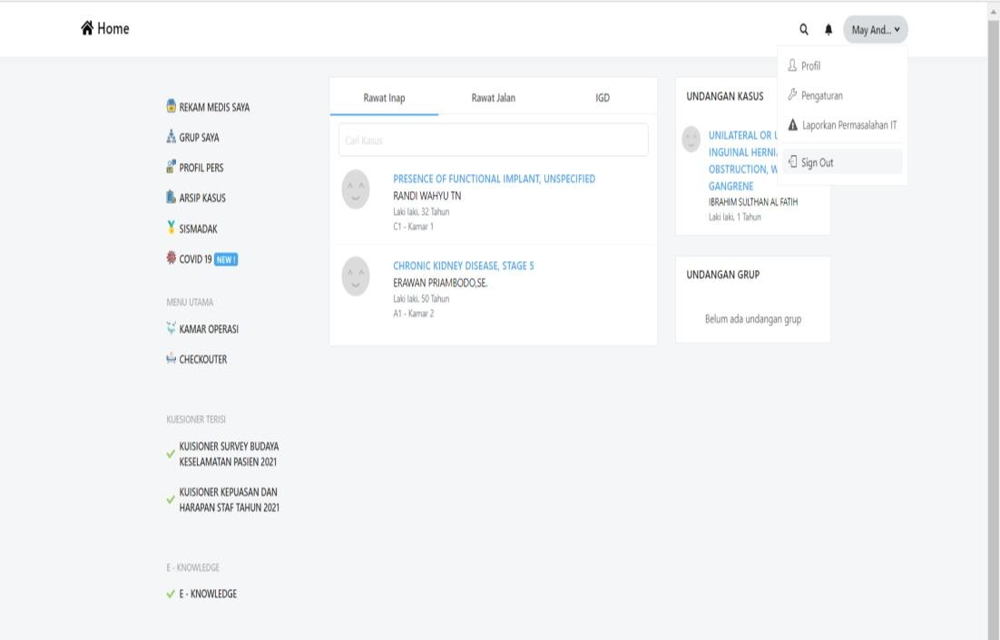 Home
May And...
Profil
Pengaturan
Laporkan Permasalahan IT
Sign Out
REKAM MEDIS SAYA
GRUP SAYA
PROFIL PERS
ARSIP KASUS
SISMADAK
COVID 19 NEW !
MENU UTAMA
KAMAR OPERASI
CHECKOUTER
KUESIONER TERISI
KUISIONER SURVEY BUDAYA
KESELAMATAN PASIEN 2021
KUISIONER KEPUASAN DAN
HARAPAN STAF TAHUN 2021
E - KNOWLEDGE
E - KNOWLEDGE
Rawat Inap Rawat Jalan IGD
Cari Kasus
PRESENCE OF FUNCTIONAL IMPLANT, UNSPECIFIED
RANDI WAHYU TN
Laki laki, 32 Tahun
C1 - Kamar 1
CHRONIC KIDNEY DISEASE, STAGE 5
ERAWAN PRIAMBODO,SE.
Laki laki, 50 Tahun
A1 - Kamar 2
UNDANGAN KASUS
UNILATERAL OR
INGUINAL HERNI
OBSTRUCTION, W
GANGRENE
IBRAHIM SULTHAN AL FATIH
Laki laki, 1 Tahun
UNDANGAN GRUP
Belum ada undangan grup